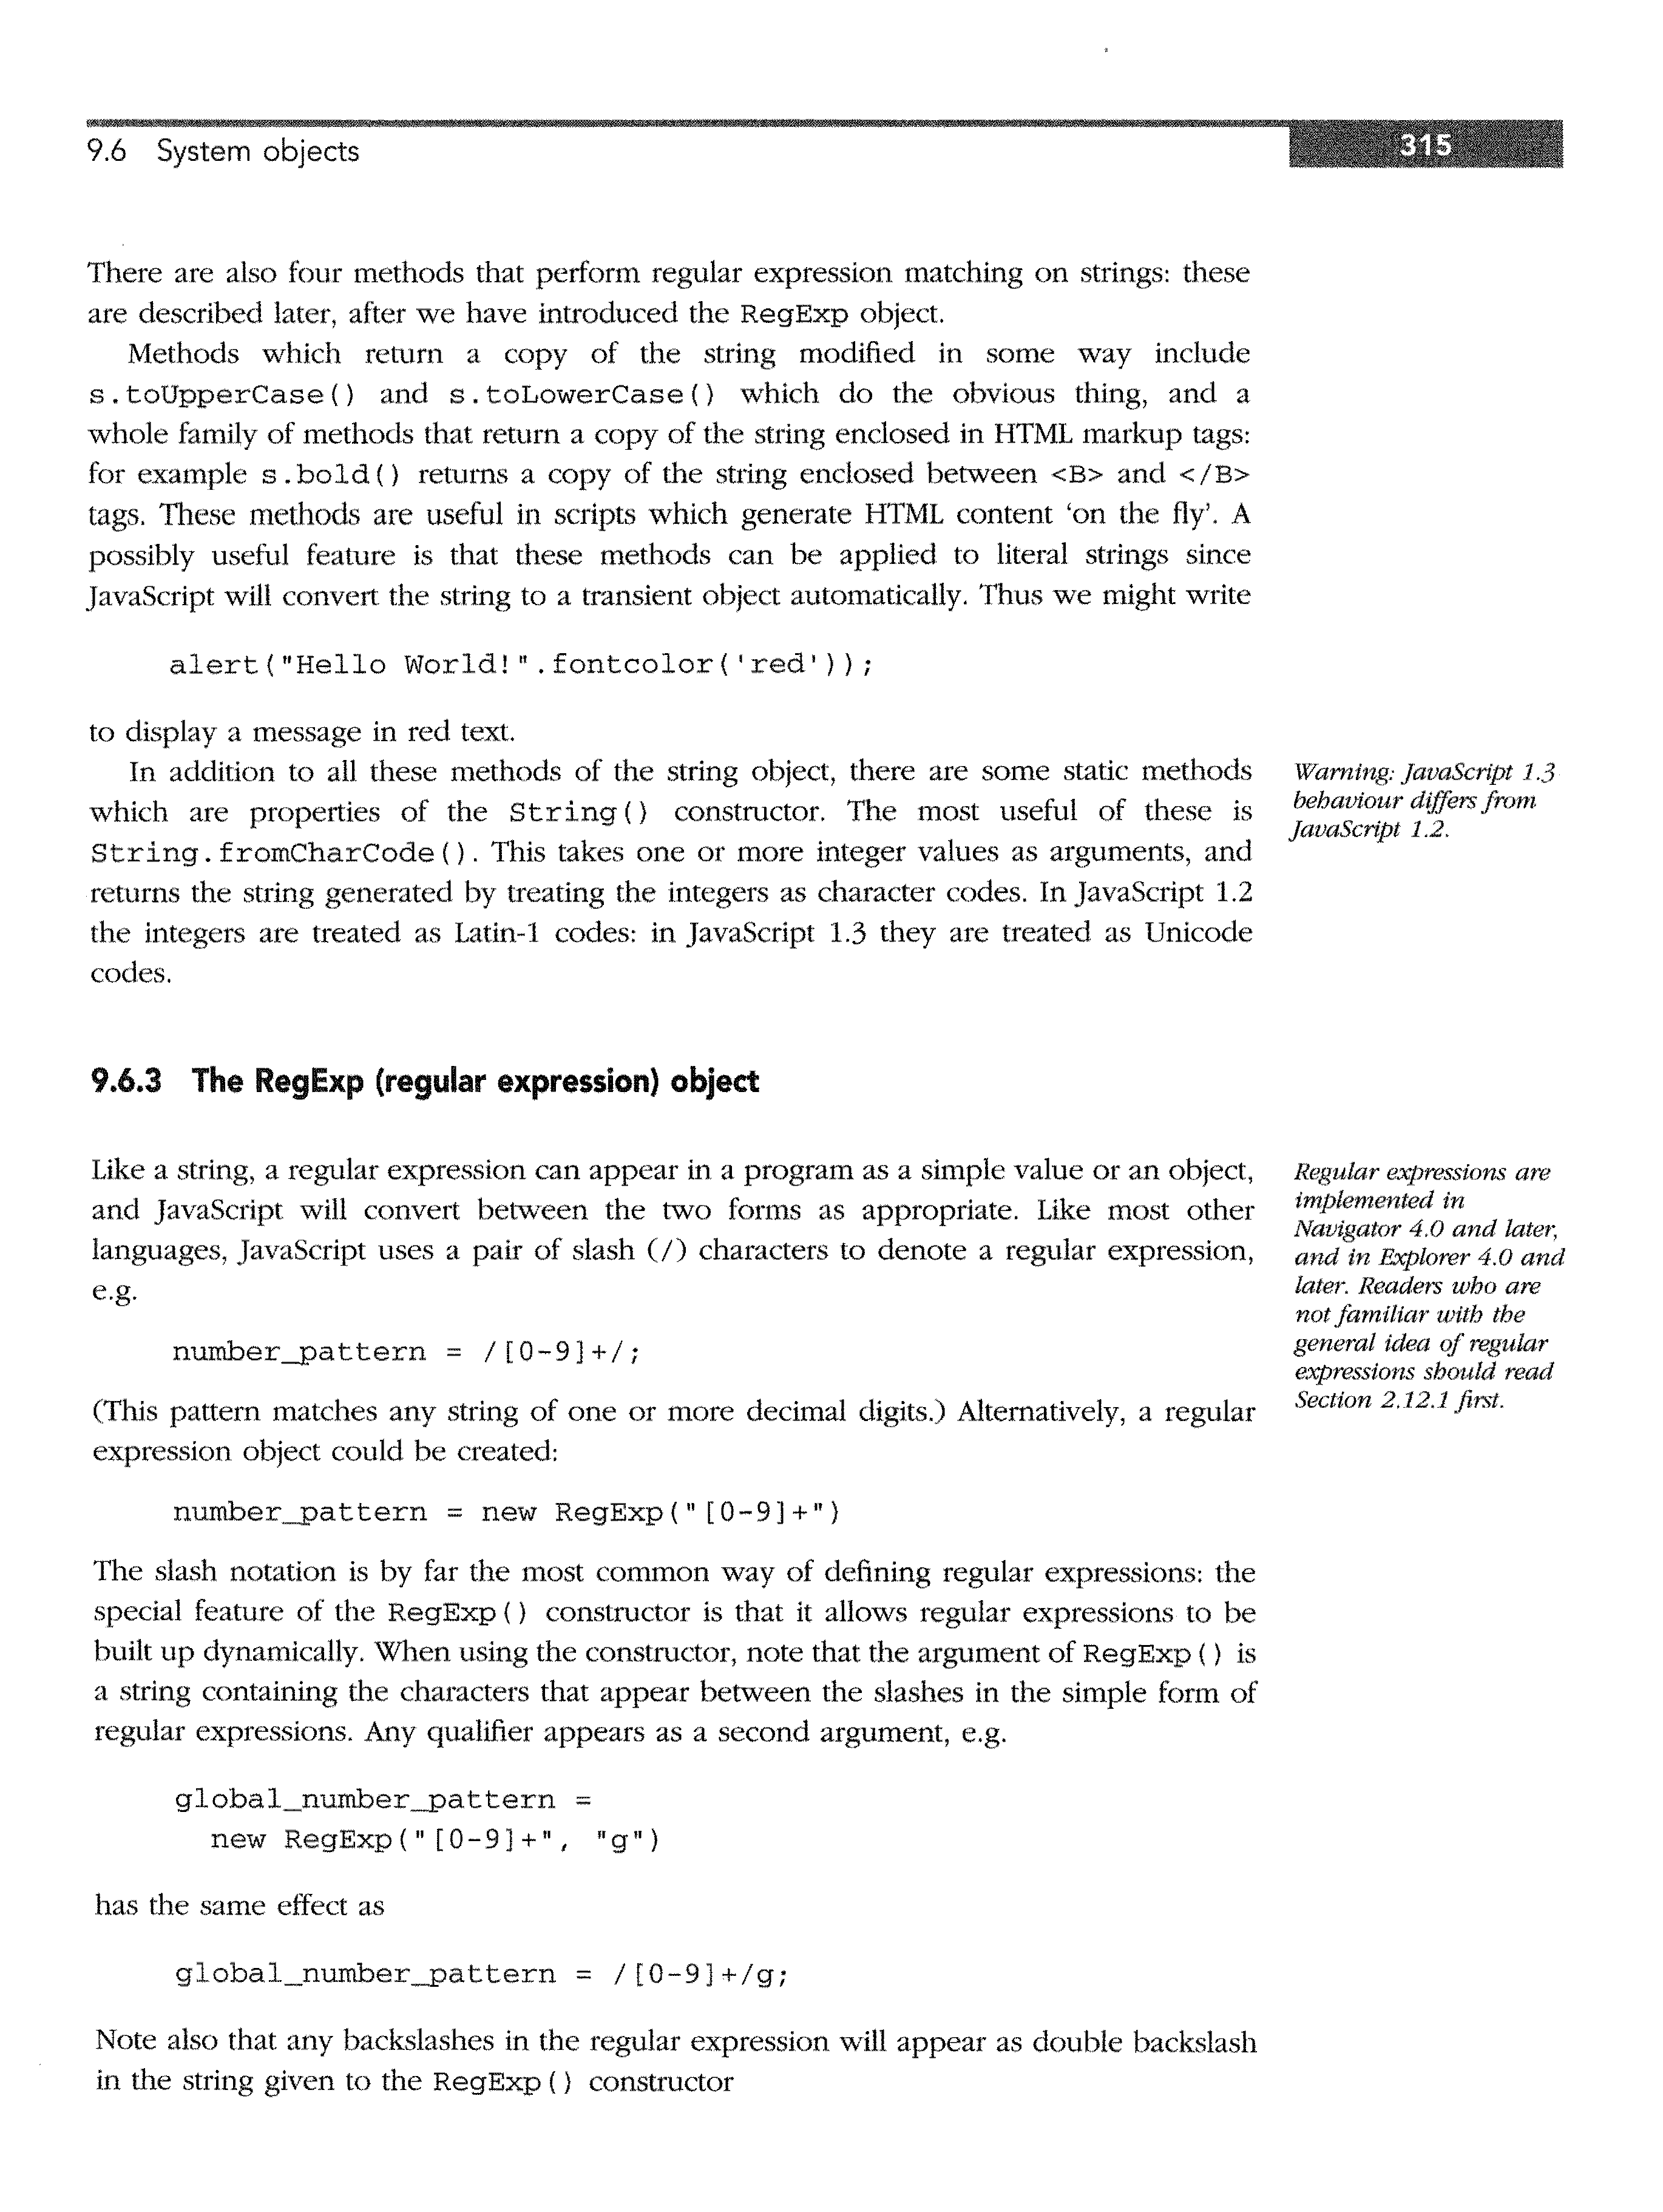 9.6 System objects
315
There are also four methods that perform regular expression matching on strings: these
are described later, after we have introduced the RegExp object.
Methods which return a copy of the string modified in some way include
s.toUpperCase() and s.toLowerCase() which do the obvious thing, and a
whole family of methods that return a copy of the string enclosed in HTML markup tags:
for example s.bold() returns a copy of the string enclosed between <B> and </B>
tags. These methods are useful in scripts which generate HTML content ‘on the fly’. A
possibly useful feature is that these methods can be applied to literal strings since
JavaScript will convert the string to a transient object automatically. Thus we might write
alert("Hello World!".fontcolor('red'));
to display a message in red text.
In addition to all these methods of the string object, there are some static methods
which are properties of the String() constructor. The most useful of these is
String.fromCharCode(). This takes one or more integer values as arguments, and
returns the string generated by treating the integers as character codes. In JavaScript 1.2
the integers are treated as Latin-1 codes: in JavaScript 1.3 they are treated as Unicode
codes.
Warning: JavaScript 1.3
behaviour differs from
JavaScript 1.2.
9.6.3 The RegExp (regular expression) object
Like a string, a regular expression can appear in a program as a simple value or an object,
and JavaScript will convert between the two forms as appropriate. Like most other
languages, JavaScript uses a pair of slash (/) characters to denote a regular expression,
e.g.
number_pattern = /[0-9]+/;
(This pattern matches any string of one or more decimal digits.) Alternatively, a regular
expression object could be created:
Regular expressions are
implemented in
Navigator 4.0 and later,
and in Explorer 4.0 and
later. Readers who are
not familiar with the
general idea of regular
expressions should read
Section 2.12.1 first.
number_pattern = new RegExp("[0-9]+")
The slash notation is by far the most common way of defining regular expressions: the
special feature of the RegExp() constructor is that it allows regular expressions to be
built up dynamically. When using the constructor, note that the argument of RegExp() is
a string containing the characters that appear between the slashes in the simple form of
regular expressions. Any qualifier appears as a second argument, e.g.
global_number_pattern =
new RegExp("[0-9]+", "g")
has the same effect as
global_number_pattern = /[0-9]+/g;
Note also that any backslashes in the regular expression will appear as double backslash
in the string given to the RegExp() constructor